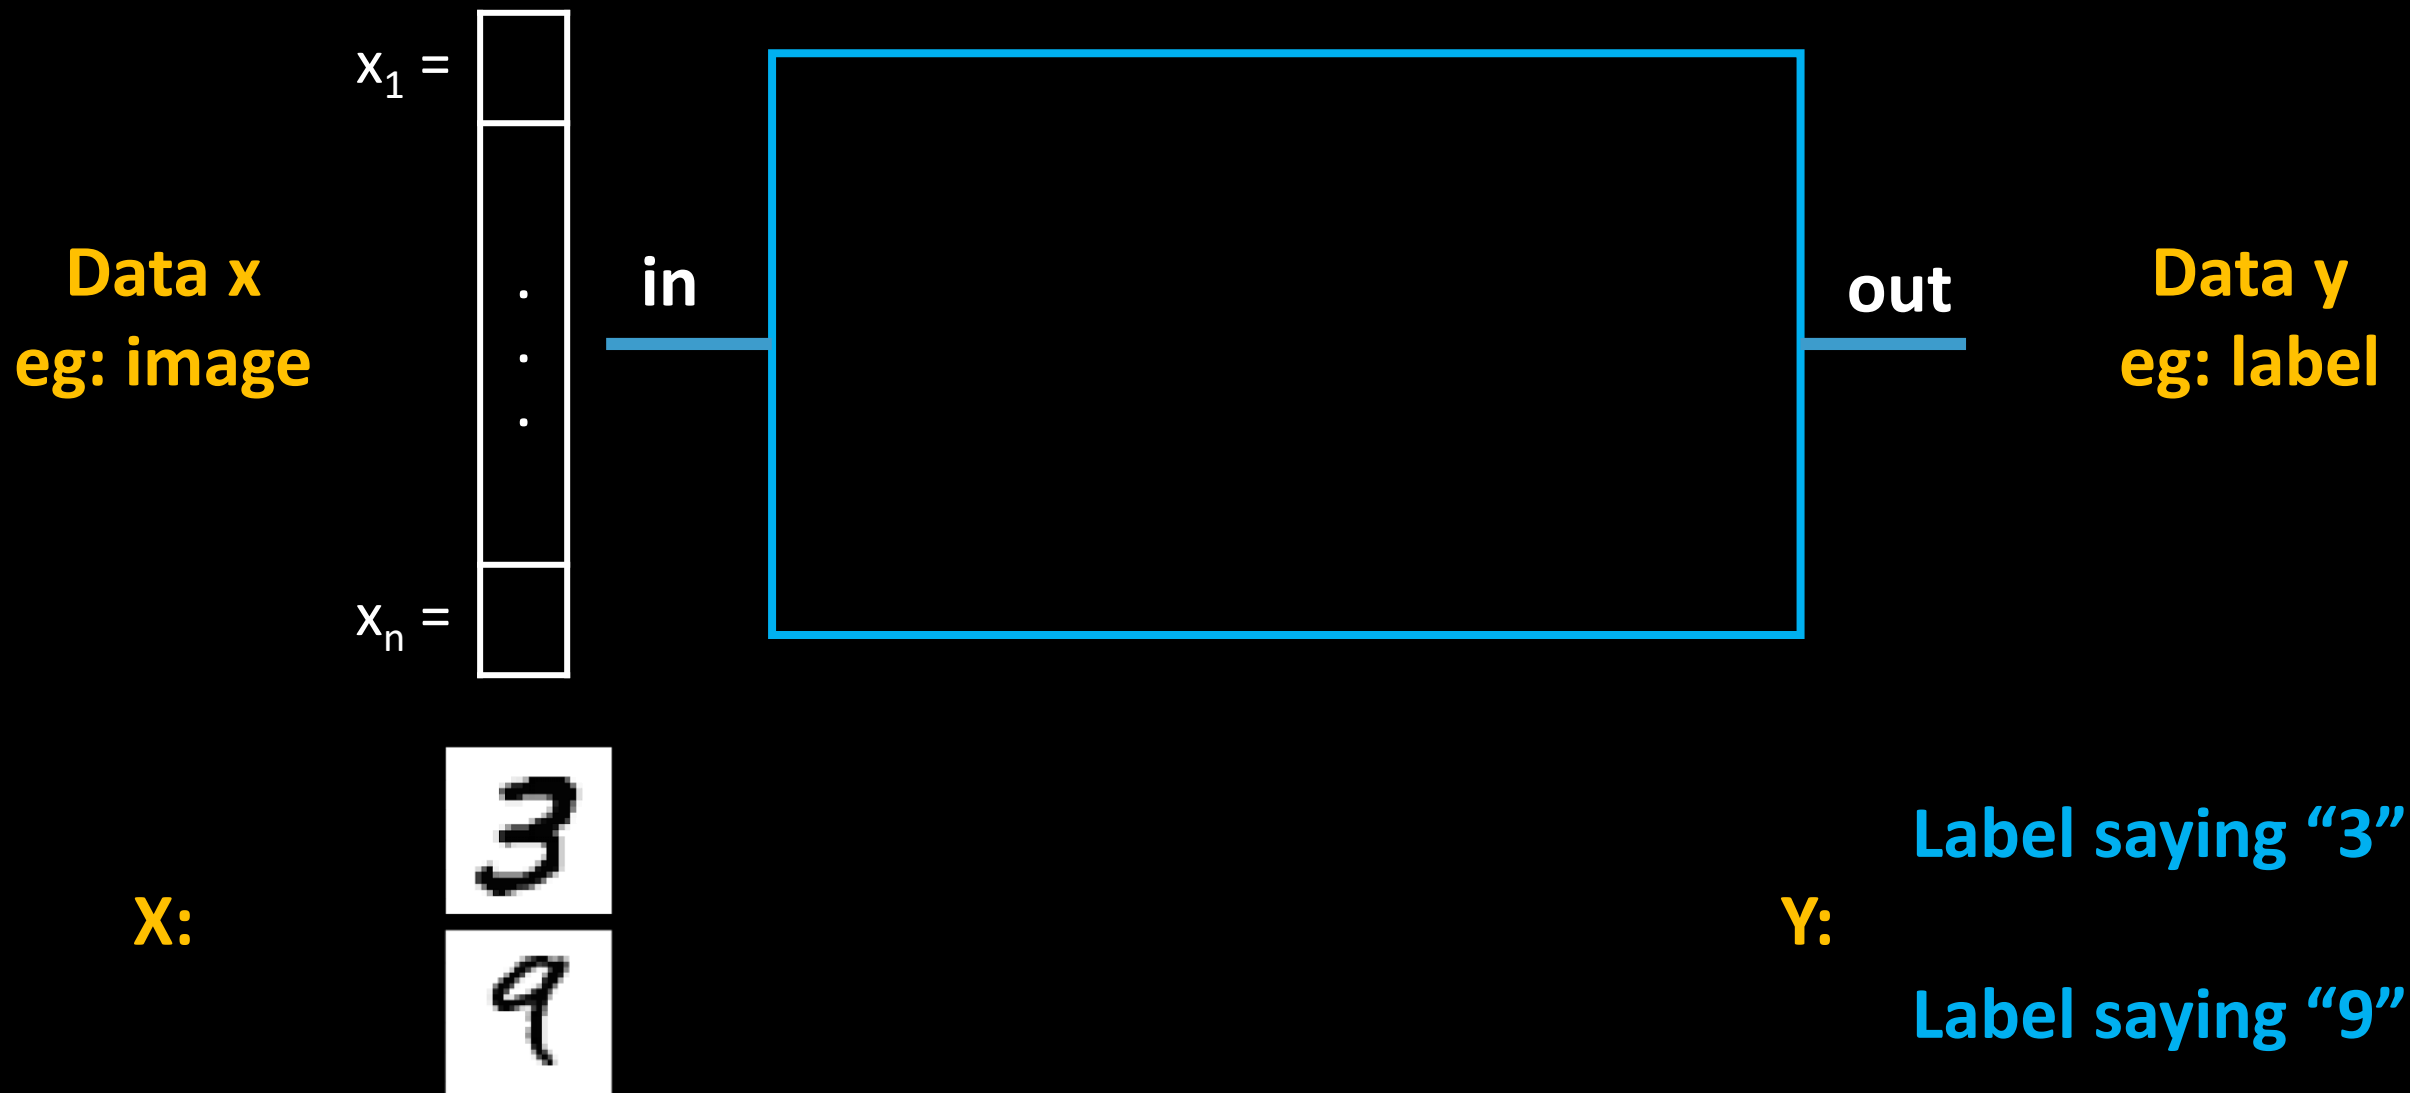 x₁ =
Data x
eg: image
.
.
.
in
out
Data y
eg: label
xₙ =
X:
3
9
Y:
Label saying “3”
Label saying “9”